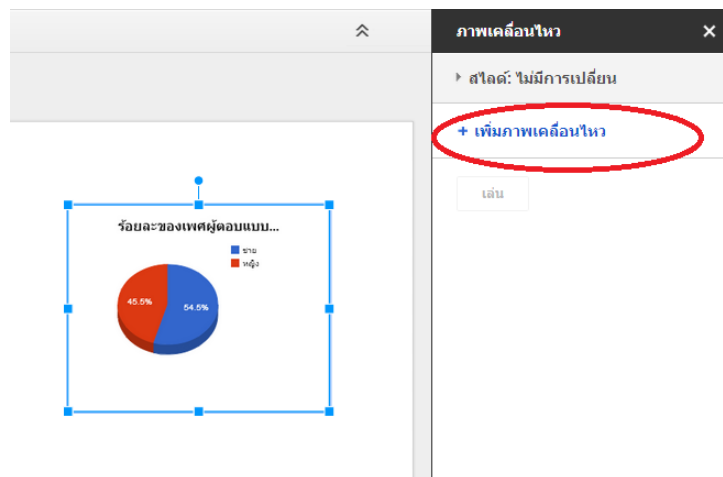 ภาพเคลื่อนไหว
สไลด์: ไม่มีการเปลี่ยน
+ เพิ่มภาพเคลื่อนไหว
เล่น
ร้อยละของเพศผู้ตอบแบบ...
ชาย
หญิง
45.5%
54.5%